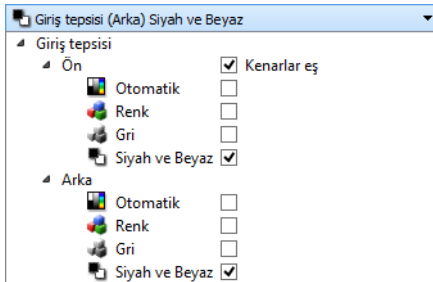 Giriş tepsisi (Arka) Siyah ve Beyaz
Giriş tepsisi
Ön Kenarlar eş
Otomatik
Renk
Gri
Siyah ve Beyaz
Arka
Otomatik
Renk
Gri
Siyah ve Beyaz